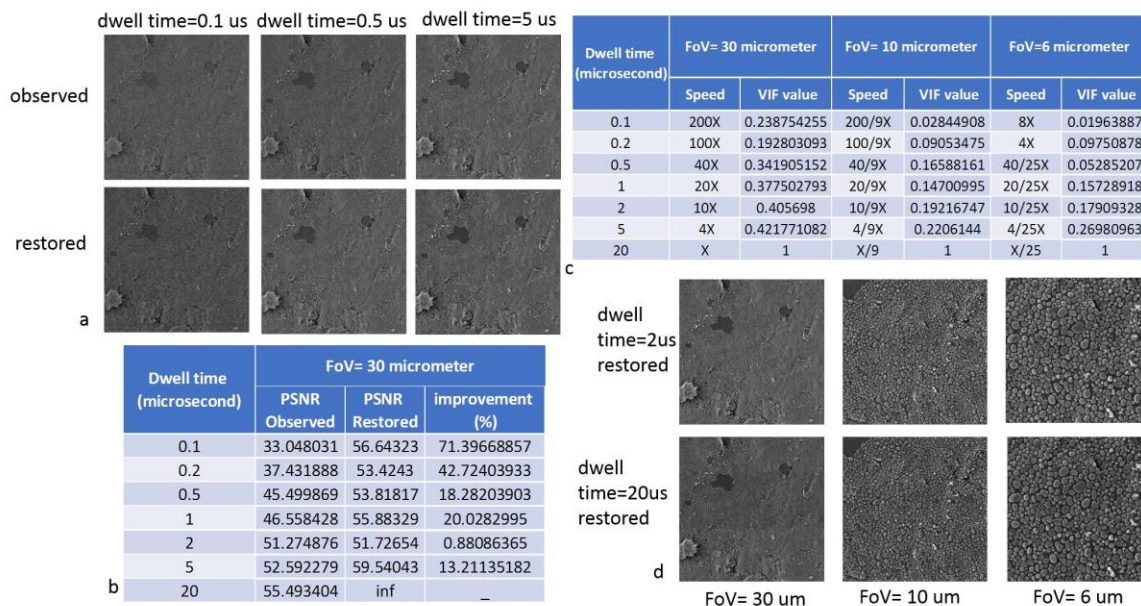 dwell time=0.1 us dwell time=0.5 us dwell time=5 us
observed
restored
a
Dwell time (microsecond) FoV= 30 micrometer
PSNR Observed PSNR Restored improvement (%)
0.1 33.048031 56.64323 71.39668857
0.2 37.431888 53.4243 42.72403933
0.5 45.499869 53.81817 18.28203903
1 46.558428 55.88329 20.0282995
2 51.274876 51.72654 0.88086365
5 52.592279 59.54043 13.21135182
20 55.493404 inf _
b
Dwell time (microsecond) FoV= 30 micrometer FoV= 10 micrometer FoV=6 micrometer
Speed VIF value Speed VIF value Speed VIF value
0.1 200X 0.238754255 200/9X 0.02844908 8X 0.01963887
0.2 100X 0.192803093 100/9X 0.09053475 4X 0.09750878
0.5 40X 0.341905152 40/9X 0.16588161 40/25X 0.05285207
1 20X 0.377502793 20/9X 0.14700995 20/25X 0.15728918
2 10X 0.405698 10/9X 0.19216747 10/25X 0.17909328
5 4X 0.421771082 4/9X 0.2206144 4/25X 0.26980963
20 X 1 X/9 1 X/25 1
c
dwell
time=2us
restored
dwell
time=20us
restored
d
FoV= 30 um FoV= 10 um FoV= 6 um